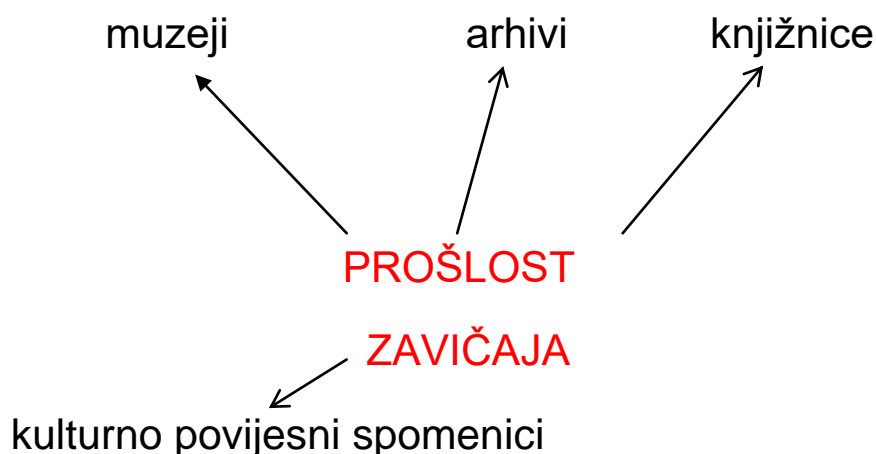 muzeji arhivi knjižnice
PROŠLOST
ZAVIČAJA
kulturno povijesni spomenici